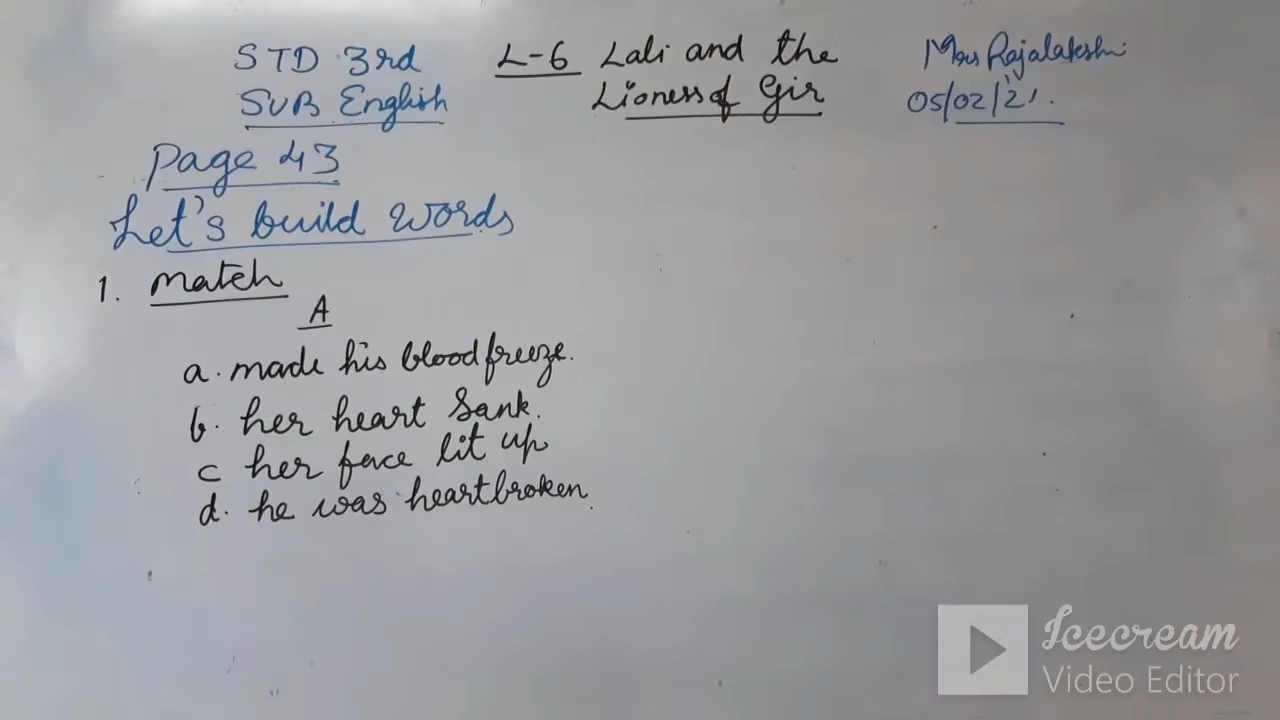 STD 3rd
SUB English
L-6 Lali and the
Lioness of Gir
Mrs Rajalakshmi
05/02/21.
Page 43
Let's build words
1. Match
A
a. made his blood freeze.
b. her heart Sank.
c her face lit up
d. he was heartbroken.
Icecream
Video Editor